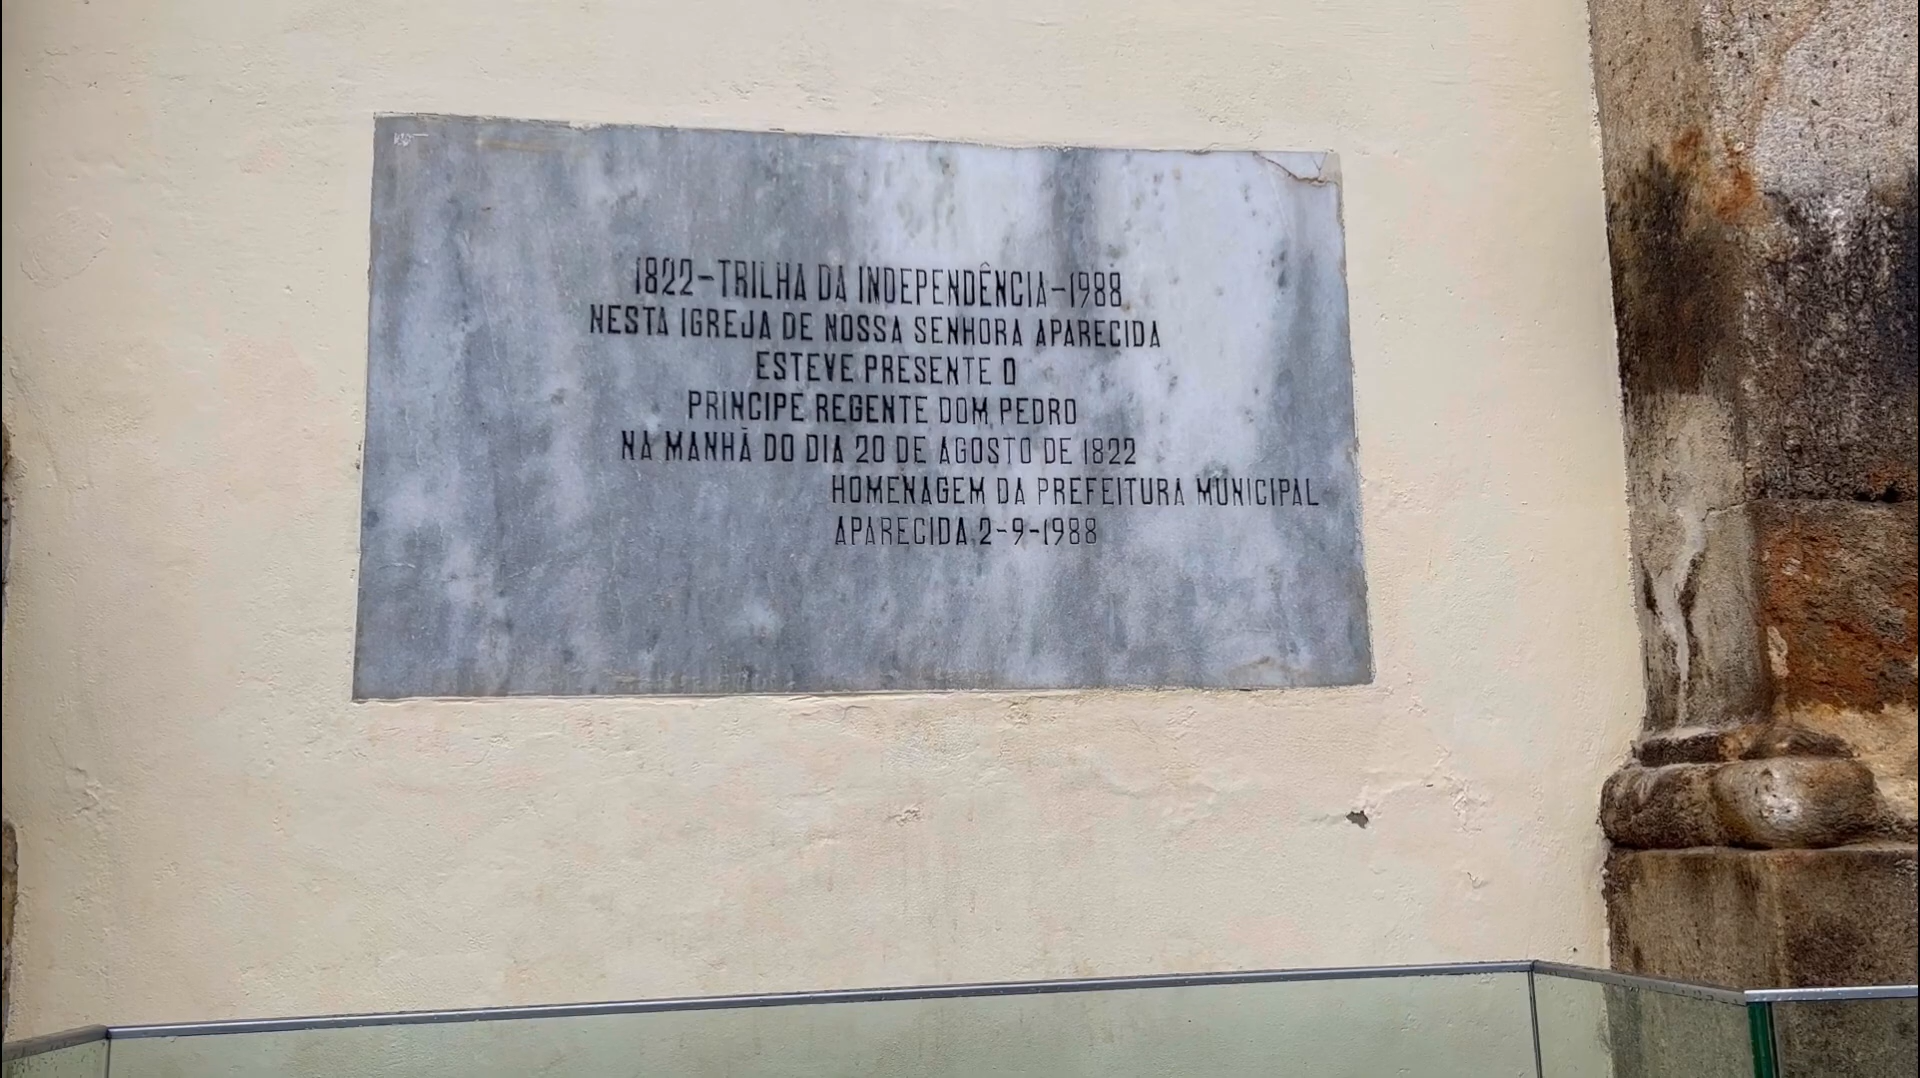 1822-TRILHA DA INDEPENDÊNCIA-1988
NESTA IGREJA DE NOSSA SENHORA APARECIDA
ESTEVE PRESENTE O
PRINCIPE REGENTE DOM PEDRO
NA MANHÃ DO DIA 20 DE AGOSTO DE 1822
HOMENAGEM DA PREFEITURA MUNICIPAL
APARECIDA 2-9-1988